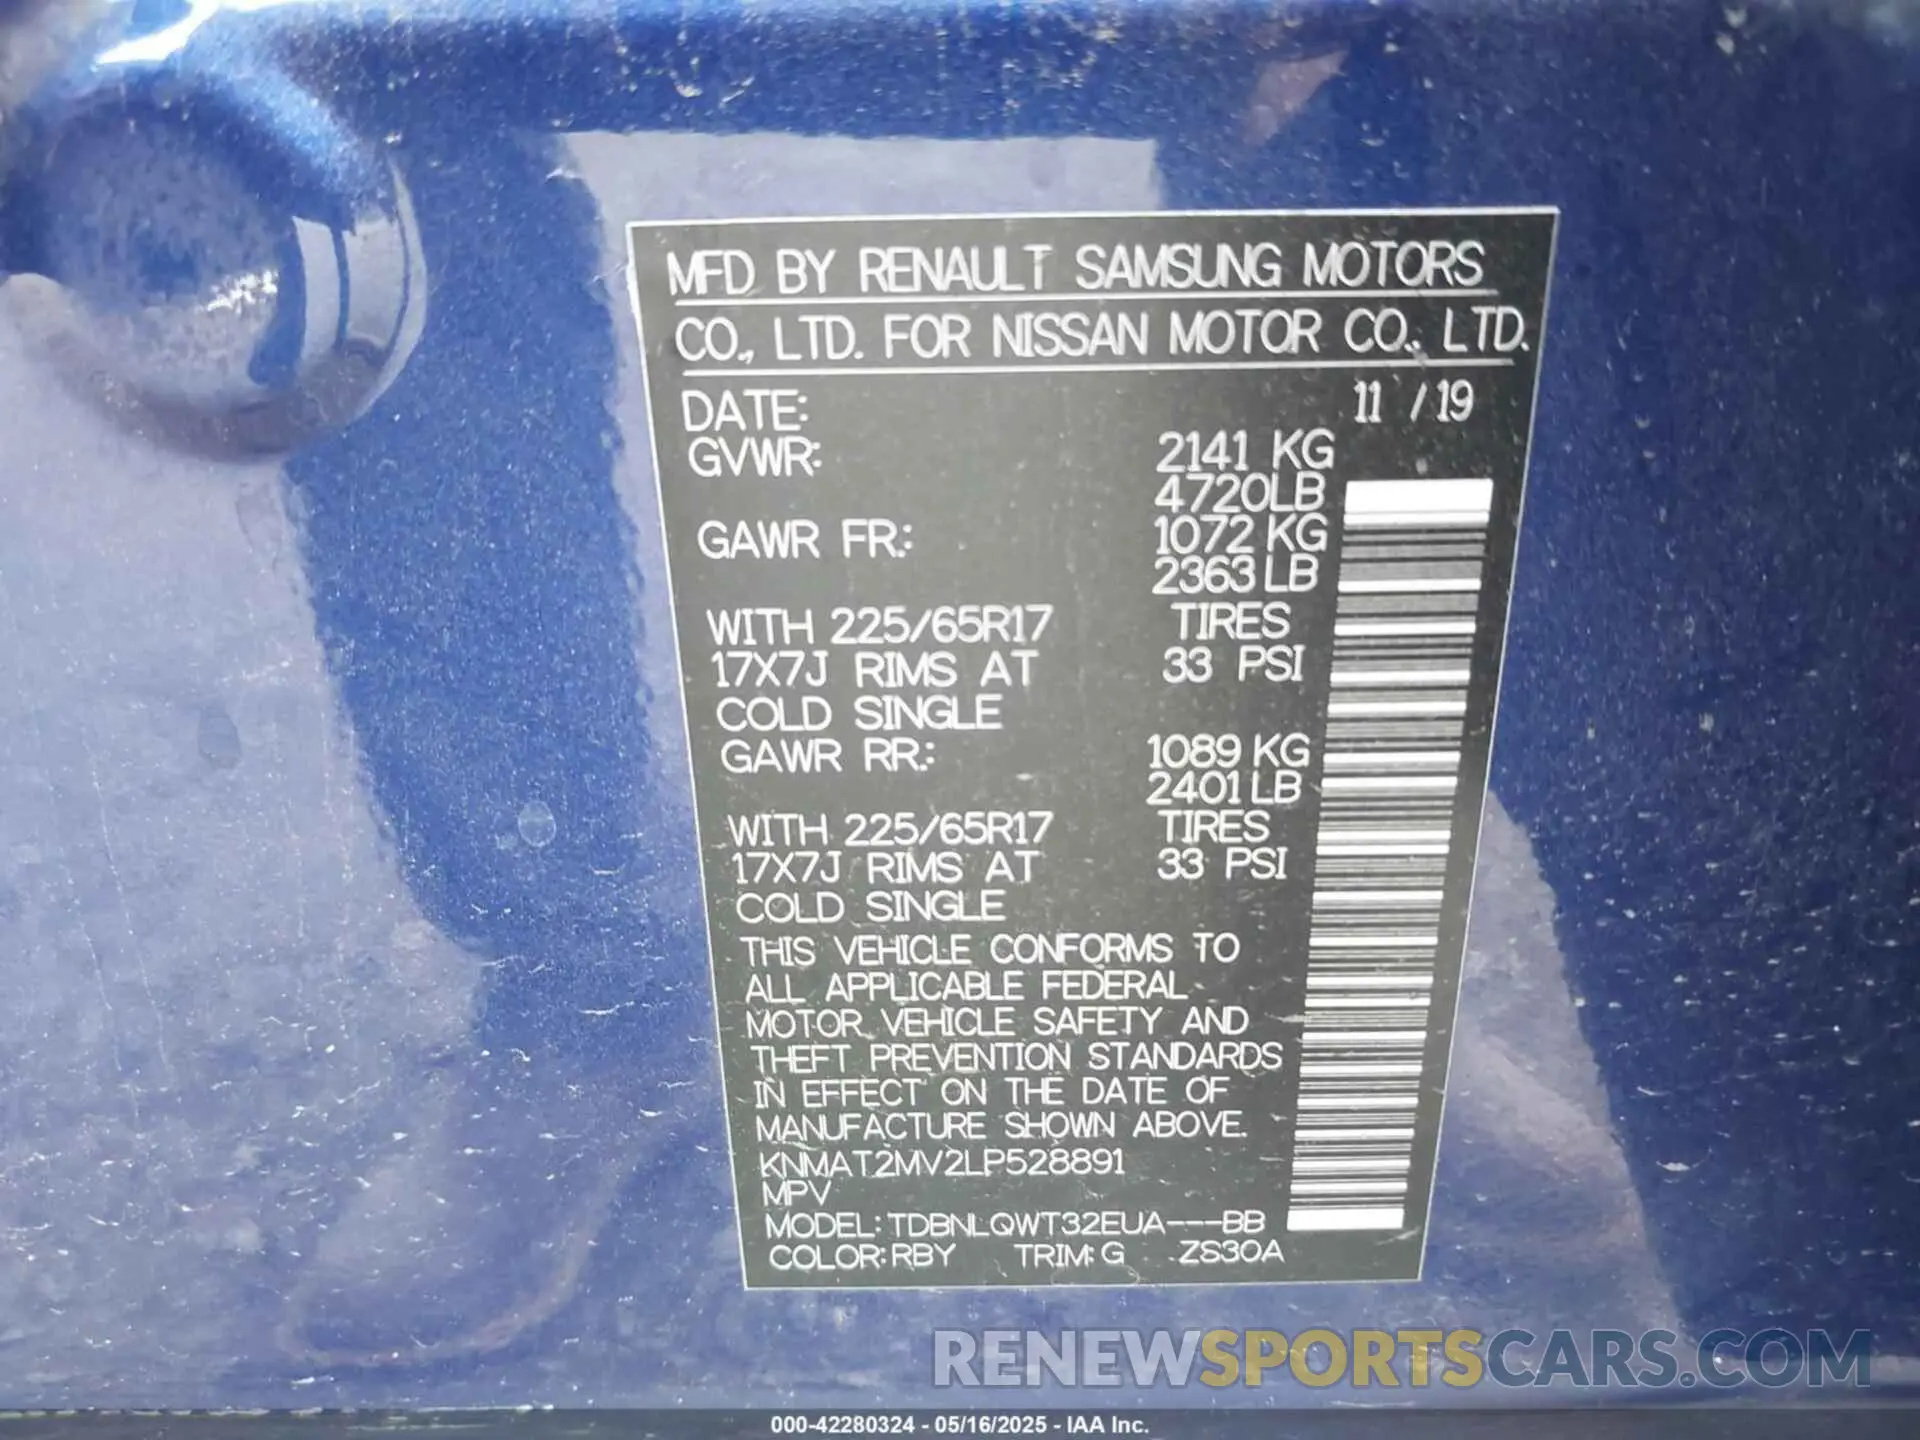 MFD BY RENAULT SAMSUNG MOTORS
CO., LTD. FOR NISSAN MOTOR CO., LTD.
DATE: 11 / 19
GVWR: 2141 KG
4720LB
GAWR FR.: 1072 KG
2363 LB
WITH 225/65R17 TIRES
17X7J RIMS AT 33 PSI
COLD SINGLE
GAWR RR.: 1089 KG
2401 LB
WITH 225/65R17 TIRES
17X7J RIMS AT 33 PSI
COLD SINGLE
THIS VEHICLE CONFORMS TO
ALL APPLICABLE FEDERAL
MOTOR VEHICLE SAFETY AND
THEFT PREVENTION STANDARDS
IN EFFECT ON THE DATE OF
MANUFACTURE SHOWN ABOVE.
KNMAT2MV2LP528891
MPV
MODEL: TDBNLQWT32EUA---BB
COLOR: RBY TRIM: G ZS30A
RENEWSPORTSCARS.COM
000-42280324 - 05/16/2025 - IAA Inc.